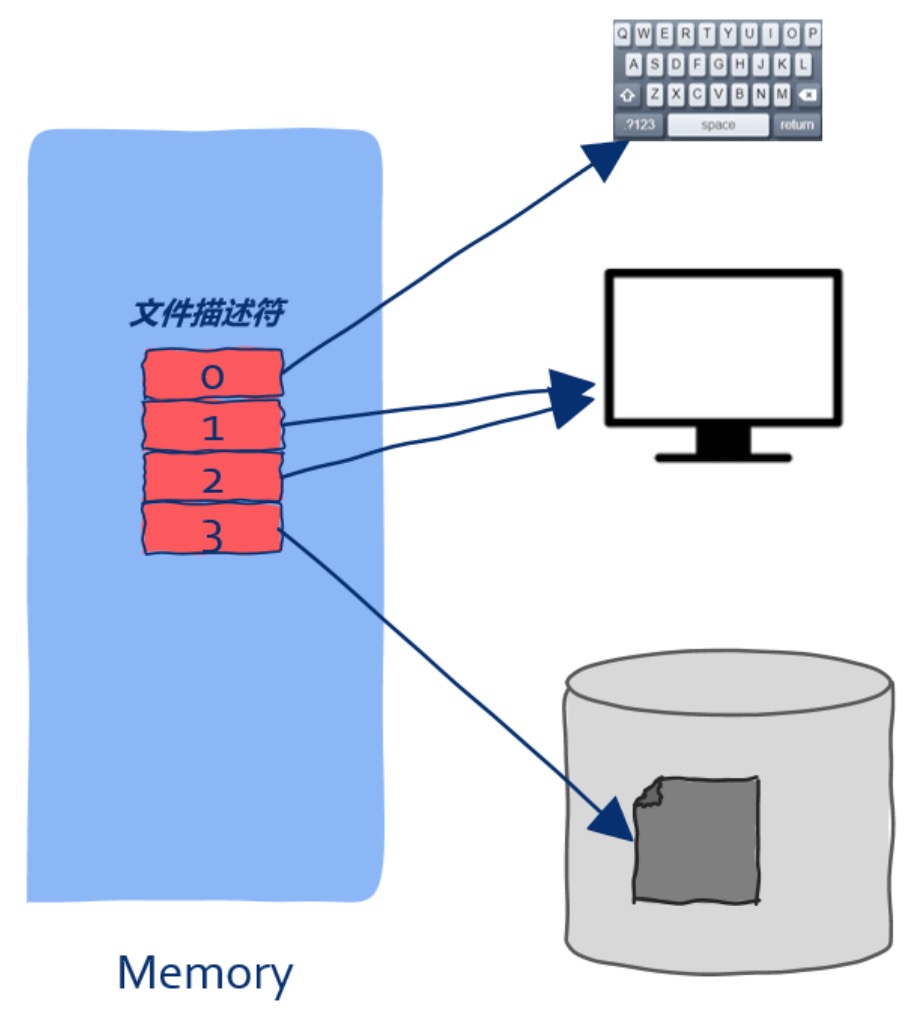 Q W E R T Y U I O P
A S D F G H J K L
Z X C V B N M
.?123 space return
文件描述符
0
1
2
3
Memory